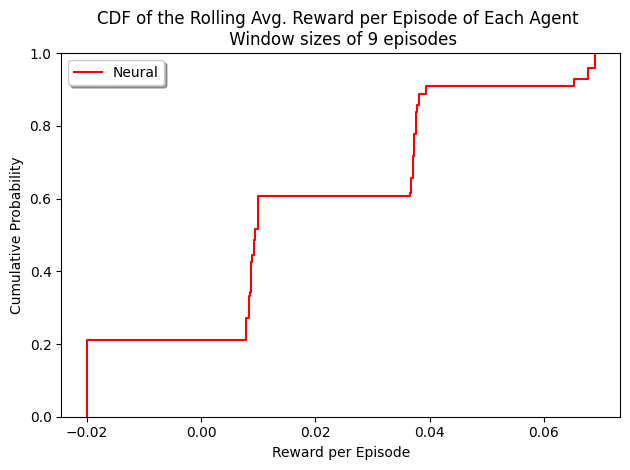 CDF of the Rolling Avg. Reward per Episode of Each Agent
Window sizes of 9 episodes
Neural
1.0
0.8
0.6
0.4
0.2
0.0
Cumulative Probability
−0.02
0.00
0.02
0.04
0.06
Reward per Episode